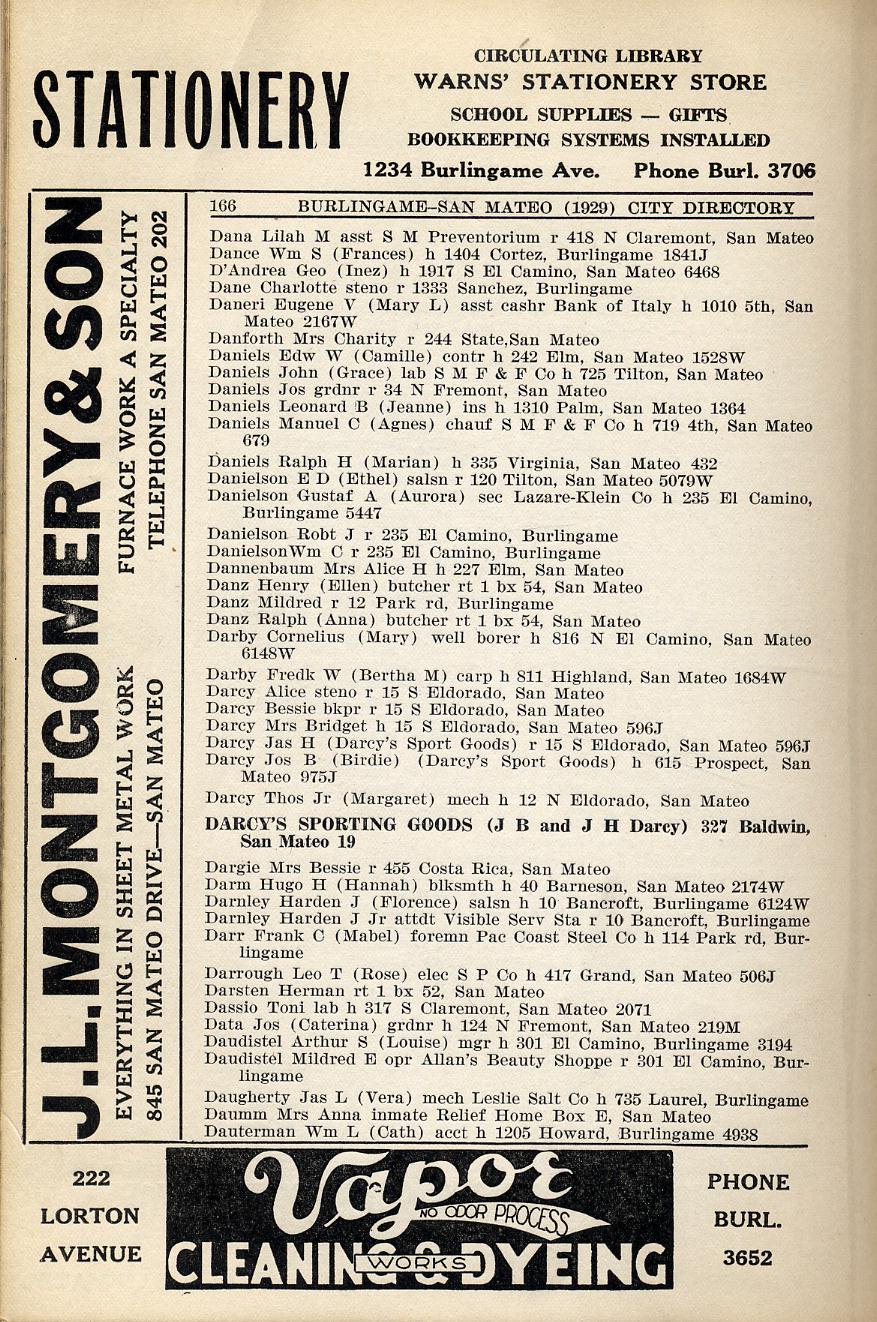 STATIONERY
CIRCULATING LIBRARY
WARNS' STATIONERY STORE
SCHOOL SUPPLIES — GIFTS
BOOKKEEPING SYSTEMS INSTALLED
1234 Burlingame Ave. Phone Burl. 3706
J.L. MONTGOMERY & SON
EVERYTHING IN SHEET METAL WORK FURNACE WORK A SPECIALTY
845 SAN MATEO DRIVE—SAN MATEO TELEPHONE SAN MATEO 202
166 BURLINGAME–SAN MATEO (1929) CITY DIRECTORY
Dana Lilah M asst S M Preventorium r 418 N Claremont, San Mateo
Dance Wm S (Frances) h 1404 Cortez, Burlingame 1841J
D'Andrea Geo (Inez) h 1917 S El Camino, San Mateo 6468
Dane Charlotte steno r 1333 Sanchez, Burlingame
Daneri Eugene V (Mary L) asst cashr Bank of Italy h 1010 5th, San
Mateo 2167W
Danforth Mrs Charity r 244 State,San Mateo
Daniels Edw W (Camille) contr h 242 Elm, San Mateo 1528W
Daniels John (Grace) lab S M F & F Co h 725 Tilton, San Mateo
Daniels Jos grdnr r 34 N Fremont, San Mateo
Daniels Leonard B (Jeanne) ins h 1310 Palm, San Mateo 1364
Daniels Manuel C (Agnes) chauf S M F & F Co h 719 4th, San Mateo
679
Daniels Ralph H (Marian) h 335 Virginia, San Mateo 432
Danielson E D (Ethel) salsn r 120 Tilton, San Mateo 5079W
Danielson Gustaf A (Aurora) sec Lazare-Klein Co h 235 El Camino,
Burlingame 5447
Danielson Robt J r 235 El Camino, Burlingame
DanielsonWm C r 235 El Camino, Burlingame
Dannenbaum Mrs Alice H h 227 Elm, San Mateo
Danz Henry (Ellen) butcher rt 1 bx 54, San Mateo
Danz Mildred r 12 Park rd, Burlingame
Danz Ralph (Anna) butcher rt 1 bx 54, San Mateo
Darby Cornelius (Mary) well borer h 816 N El Camino, San Mateo
6148W
Darby Fredk W (Bertha M) carp h 811 Highland, San Mateo 1684W
Darcy Alice steno r 15 S Eldorado, San Mateo
Darcy Bessie bkpr r 15 S Eldorado, San Mateo
Darcy Mrs Bridget h 15 S Eldorado, San Mateo 596J
Darcy Jas H (Darcy's Sport Goods) r 15 S Eldorado, San Mateo 596J
Darcy Jos B (Birdie) (Darcy's Sport Goods) h 615 Prospect, San
Mateo 975J
Darcy Thos Jr (Margaret) mech h 12 N Eldorado, San Mateo
DARCY'S SPORTING GOODS (J B and J H Darcy) 327 Baldwin,
San Mateo 19
Dargie Mrs Bessie r 455 Costa Rica, San Mateo
Darm Hugo H (Hannah) blksmth h 40 Barneson, San Mateo 2174W
Darnley Harden J (Florence) salsn h 10 Bancroft, Burlingame 6124W
Darnley Harden J Jr attdt Visible Serv Sta r 10 Bancroft, Burlingame
Darr Frank C (Mabel) foremn Pac Coast Steel Co h 114 Park rd, Bur-
lingame
Darrough Leo T (Rose) elec S P Co h 417 Grand, San Mateo 506J
Darsten Herman rt 1 bx 52, San Mateo
Dassio Toni lab h 317 S Claremont, San Mateo 2071
Data Jos (Caterina) grdnr h 124 N Fremont, San Mateo 219M
Daudistel Arthur S (Louise) mgr h 301 El Camino, Burlingame 3194
Daudistel Mildred E opr Allan's Beauty Shoppe r 301 El Camino, Bur-
lingame
Daugherty Jas L (Vera) mech Leslie Salt Co h 735 Laurel, Burlingame
Daumm Mrs Anna inmate Relief Home Box E, San Mateo
Dauterman Wm L (Cath) acct h 1205 Howard, Burlingame 4938
222
LORTON
AVENUE
Vapor
NO ODOR PROCESS
CLEANING & DYEING
WORKS
PHONE
BURL.
3652